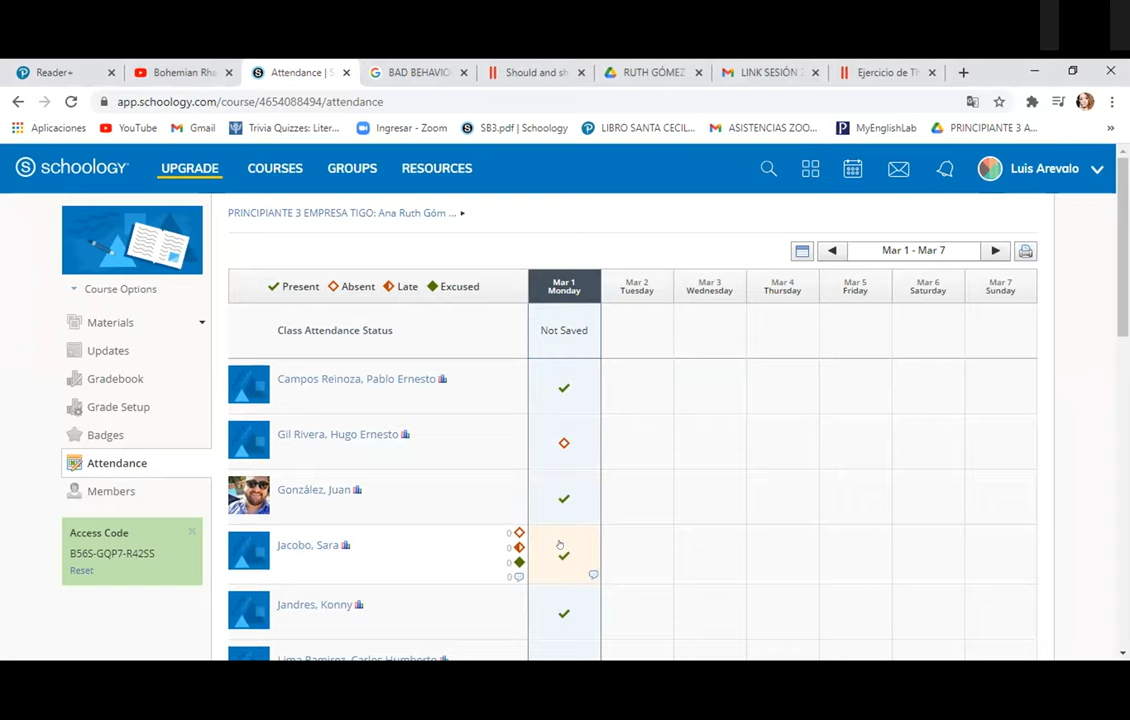 Reader+
Bohemian Rha
Attendance | S
BAD BEHAVIO
Should and sh
RUTH GÓMEZ
LINK SESIÓN 2
Ejercicio de Th
app.schoology.com/course/4654088494/attendance
Aplicaciones
YouTube
Gmail
Trivia Quizzes: Liter...
Ingresar - Zoom
SB3.pdf | Schoology
LIBRO SANTA CECIL...
ASISTENCIAS ZOO...
MyEnglishLab
PRINCIPIANTE 3 A...
S schoology
UPGRADE
COURSES
GROUPS
RESOURCES
Luis Arevalo
PRINCIPIANTE 3 EMPRESA TIGO: Ana Ruth Góm ...
Mar 1 - Mar 7
Course Options
Materials
Updates
Gradebook
Grade Setup
Badges
Attendance
Members
Access Code
B56S-GQP7-R42SS
Reset
Present
Absent
Late
Excused
Mar 1
Monday
Mar 2
Tuesday
Mar 3
Wednesday
Mar 4
Thursday
Mar 5
Friday
Mar 6
Saturday
Mar 7
Sunday
Class Attendance Status
Not Saved
Campos Reinoza, Pablo Ernesto
Gil Rivera, Hugo Ernesto
González, Juan
Jacobo, Sara
0
0
0
0
Jandres, Konny
Lima Ramirez, Carlos Humberto